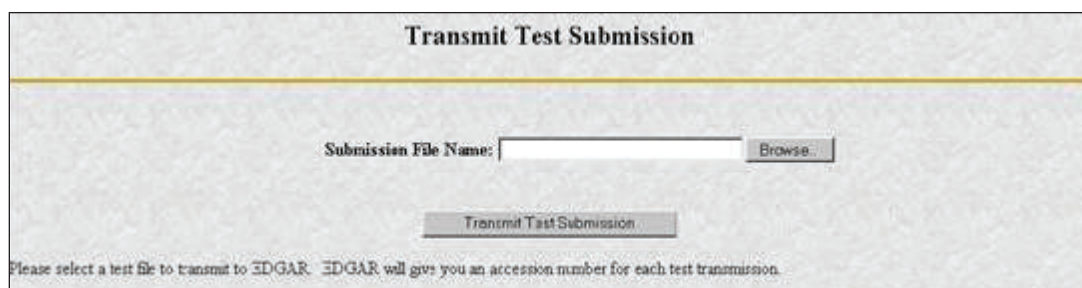 Transmit Test Submission
Submission File Name: Browse...
Transmit Test Submission
Please select a test file to transmit to EDGAR. EDGAR will give you an accession number for each test transmission.